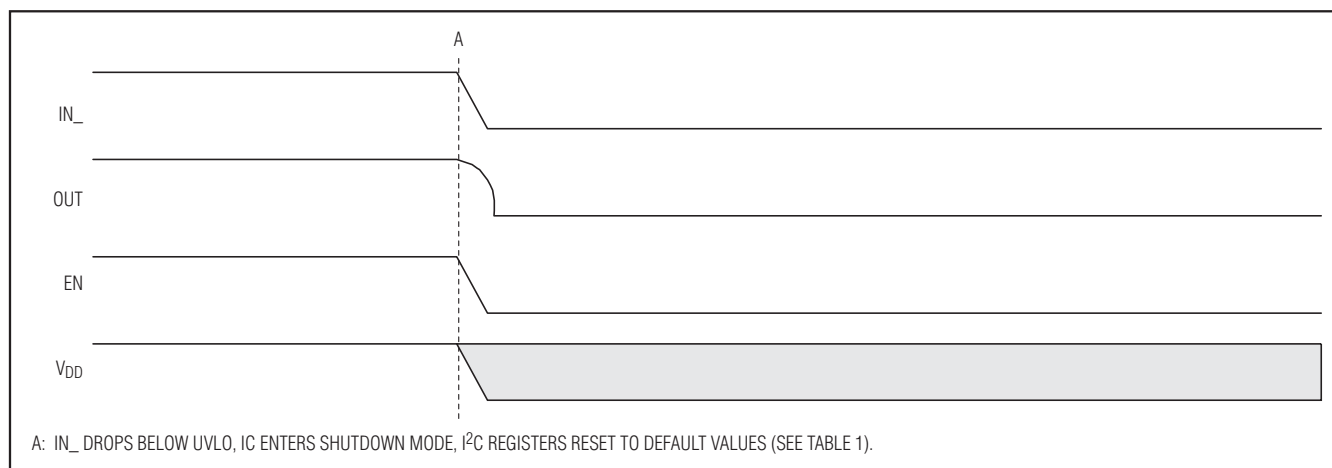 A
IN_
OUT
EN
VDD
A: IN_ DROPS BELOW UVLO, IC ENTERS SHUTDOWN MODE, I²C REGISTERS RESET TO DEFAULT VALUES (SEE TABLE 1).